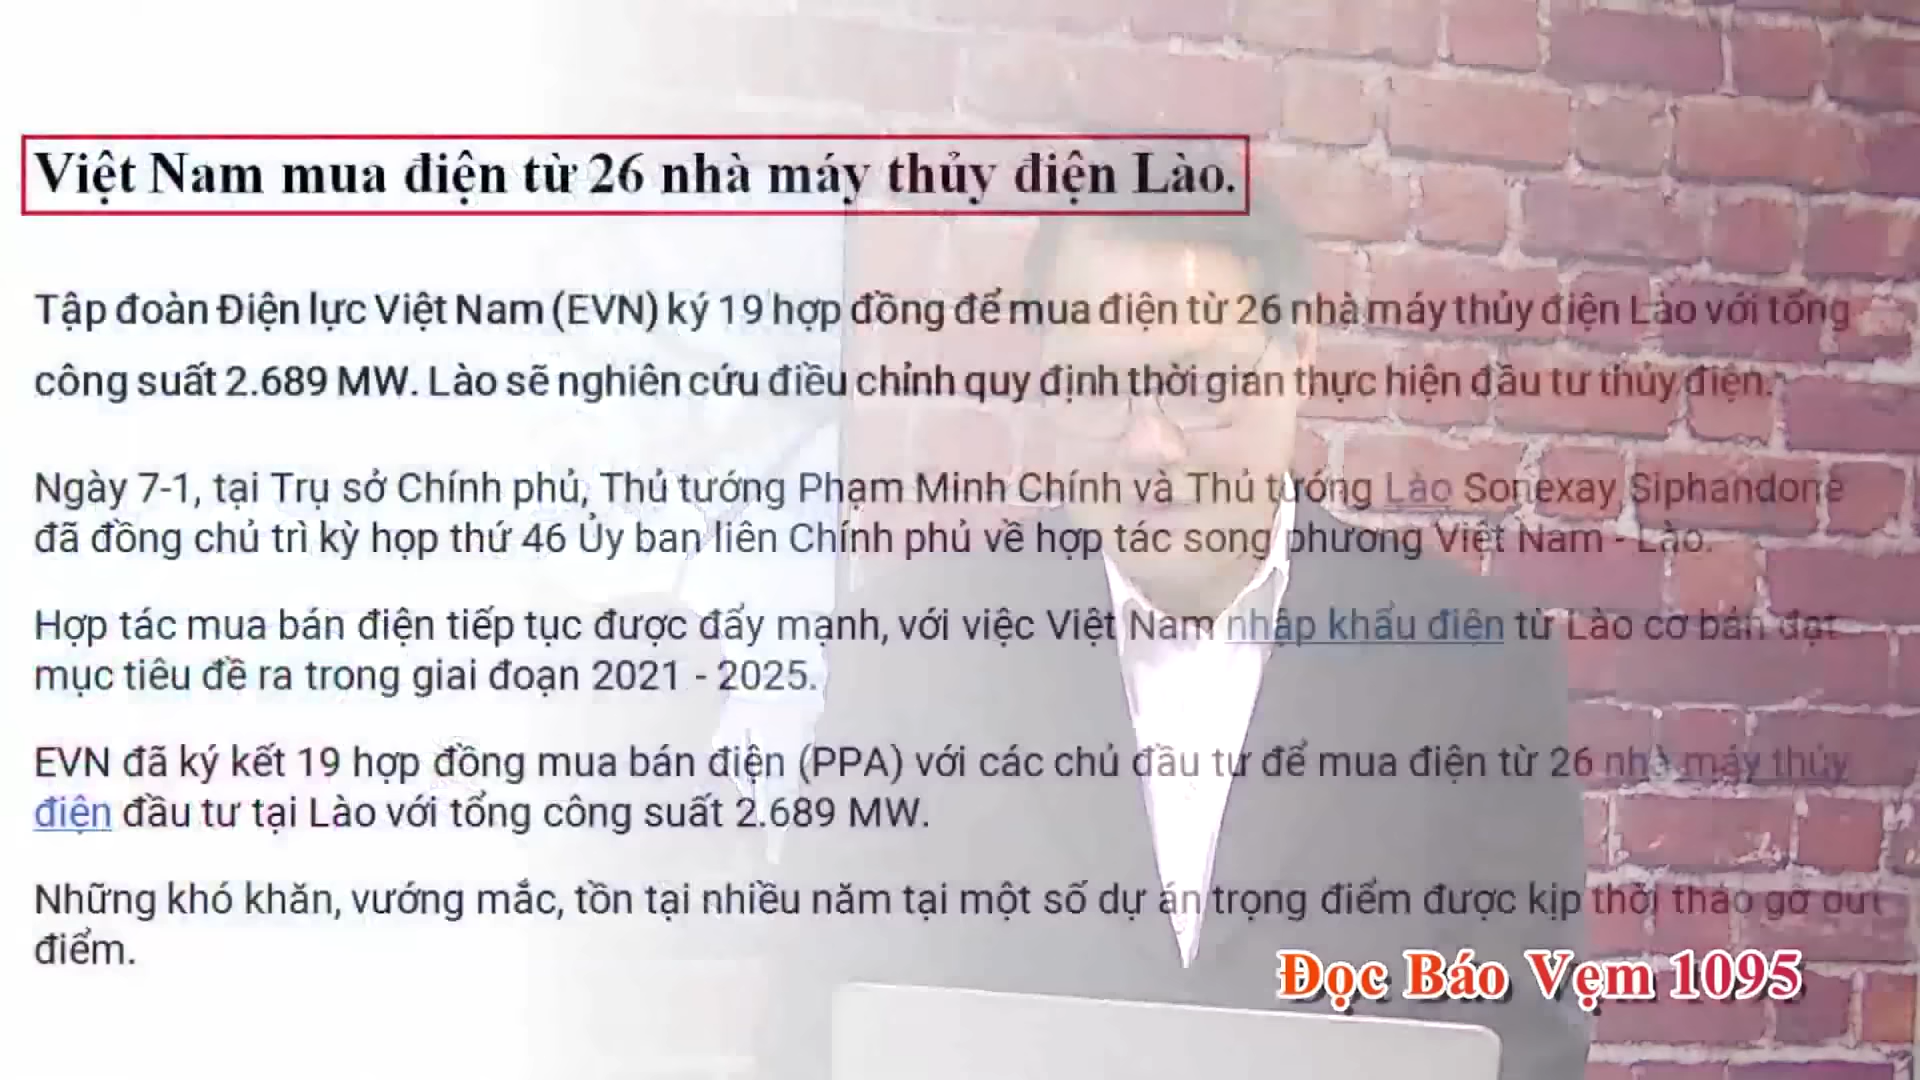 Việt Nam mua điện từ 26 nhà máy thủy điện Lào.
Tập đoàn Điện lực Việt Nam (EVN) ký 19 hợp đồng để mua điện từ 26 nhà máy thủy điện Lào với tổng
công suất 2.689 MW. Lào sẽ nghiên cứu điều chỉnh quy định thời gian thực hiện đầu tư thủy điện.
Ngày 7-1, tại Trụ sở Chính phủ, Thủ tướng Phạm Minh Chính và Thủ tướng Lào Sonexay Siphandone
đã đồng chủ trì kỳ họp thứ 46 Ủy ban liên Chính phủ về hợp tác song phương Việt Nam - Lào.
Hợp tác mua bán điện tiếp tục được đẩy mạnh, với việc Việt Nam nhập khẩu điện từ Lào cơ bản đạt
mục tiêu đề ra trong giai đoạn 2021 - 2025.
EVN đã ký kết 19 hợp đồng mua bán điện (PPA) với các chủ đầu tư để mua điện từ 26 nhà máy thủy
điện đầu tư tại Lào với tổng công suất 2.689 MW.
Những khó khăn, vướng mắc, tồn tại nhiều năm tại một số dự án trọng điểm được kịp thời tháo gỡ dứt
điểm.
Đọc Báo Vẹm 1095